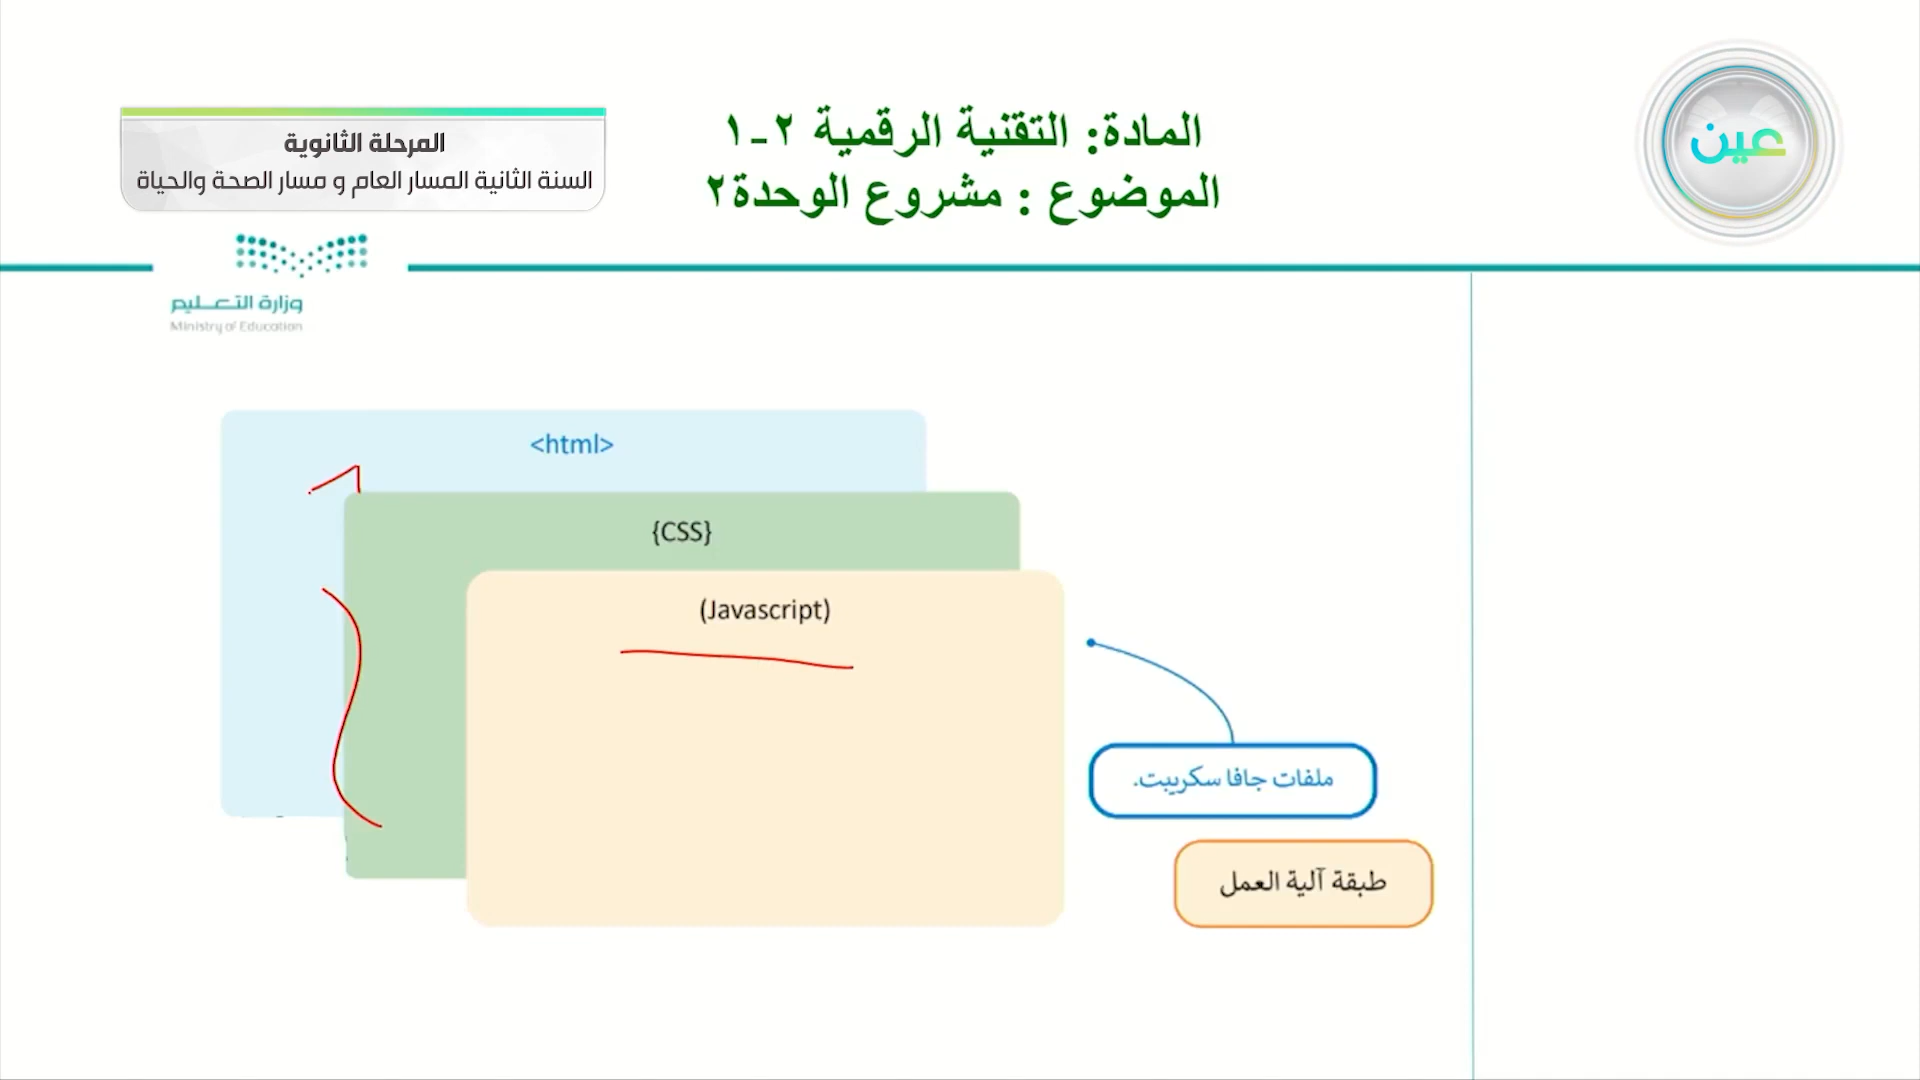 المادة: التقنية الرقمية ٢-١
الموضوع : مشروع الوحدة٢
عين
المرحلة الثانوية
السنة الثانية المسار العام و مسار الصحة والحياة
وزارة التعليم
Ministry of Education
<html>
{CSS}
(Javascript)
ملفات جافا سكريبت.
طبقة آلية العمل